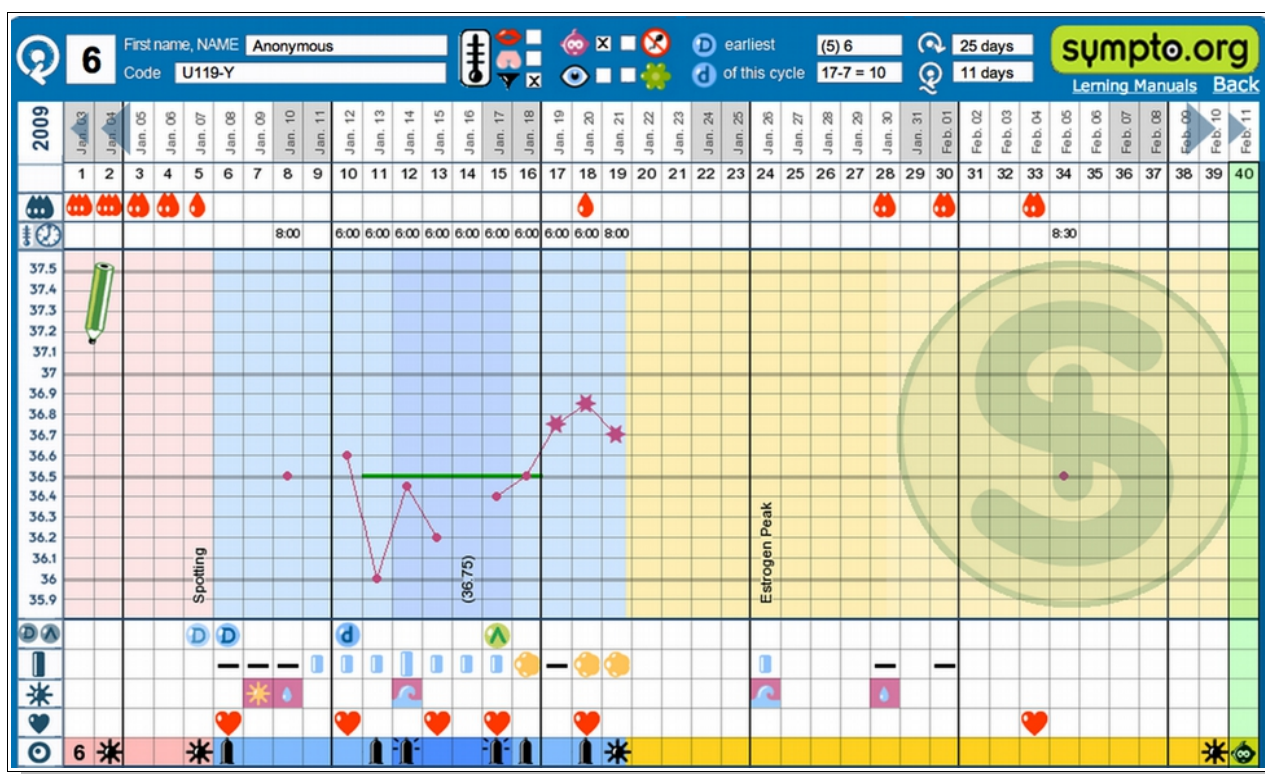 6 First name, NAME Anonymous X D earliest (5) 6 25 days sympto.org
Code U119-Y X d of this cycle 17-7 = 10 11 days Lerning Manuals Back
2009 Jan. 03 Jan. 04 Jan. 05 Jan. 06 Jan. 07 Jan. 08 Jan. 09 Jan. 10 Jan. 11 Jan. 12 Jan. 13 Jan. 14 Jan. 15 Jan. 16 Jan. 17 Jan. 18 Jan. 19 Jan. 20 Jan. 21 Jan. 22 Jan. 23 Jan. 24 Jan. 25 Jan. 26 Jan. 27 Jan. 28 Jan. 29 Jan. 30 Jan. 31 Feb. 01 Feb. 02 Feb. 03 Feb. 04 Feb. 05 Feb. 06 Feb. 07 Feb. 08 Feb. 09 Feb. 10 Feb. 11
1 2 3 4 5 6 7 8 9 10 11 12 13 14 15 16 17 18 19 20 21 22 23 24 25 26 27 28 29 30 31 32 33 34 35 36 37 38 39 40
8:00 6:00 6:00 6:00 6:00 6:00 6:00 6:00 6:00 6:00 8:00 8:30
37.5
37.4
37.3
37.2
37.1
37
36.9
36.8
36.7
36.6
36.5
36.4
36.3
36.2
36.1
36
35.9
Spotting
(36.75)
Estrogen Peak
D Λ D D d Λ
6